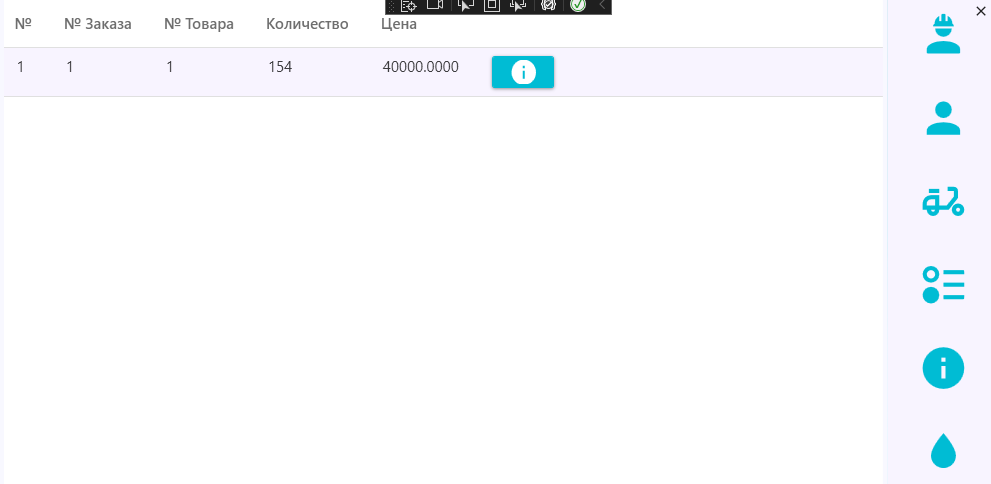 № № Заказа № Товара Количество Цена
1 1 1 154 40000.0000